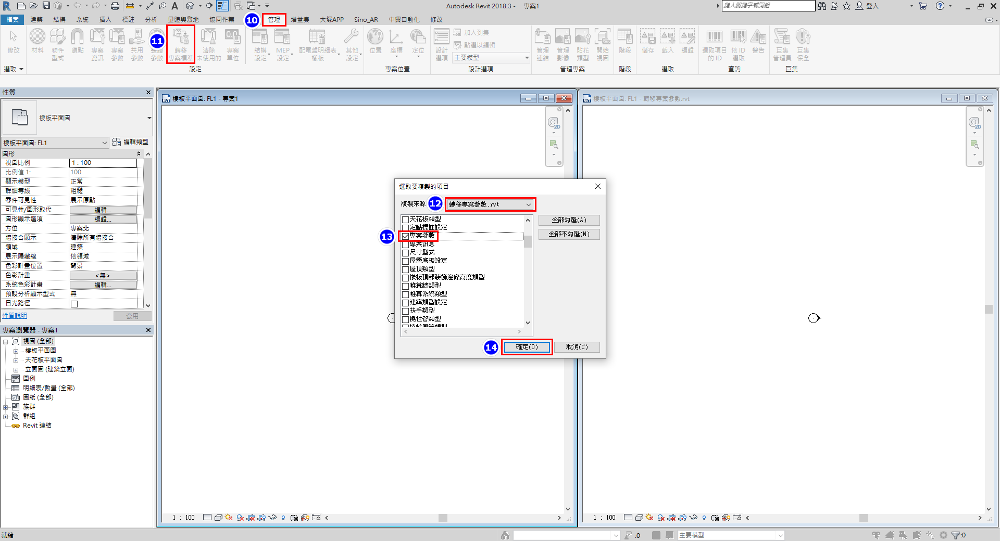 Autodesk Revit 2018.3 - 專案1
鍵入關鍵字或詞組
登入
檔案 建築 結構 系統 插入 標註 分析 量體與敷地 協同作業 10 管理 增益集 大塚APP Sino_AR 中興自動化 修改
修改
材料
物件型式
鎖點
專案資訊
專案參數
共用參數
11
整體參數
轉移專案標準
清除未使用的
專案單位
結構設定
MEP設定
配電盤明細表樣板
其他設定
位置
座標
定位
設計選項
加入到集
點選以編輯
主要模型
管理連結
管理影像
貼花類型
開始視圖
階段
儲存
載入
編輯
選取項目的 ID
依 ID 選取
警告
巨集管理員
巨集保全
選取
設定
專案位置
設計選項
管理專案
階段
選取
查詢
巨集
性質
樓板平面圖
樓板平面圖: FL1
編輯類型
圖形
視圖比例 1 : 100
比例值 1: 100
顯示模型 正常
詳細等級 粗糙
零件可見性 展示原點
可見性/圖形取代 編輯...
圖形顯示選項 編輯...
方位 專案北
牆接合顯示 清除所有牆接合
領域 建築
展示隱藏線 依領域
色彩計畫位置 背景
色彩計畫 <無>
系統色彩計畫 編輯...
預設分析顯示型式 無
日光路徑
性質說明
套用
專案瀏覽器 - 專案1
視圖 (全部)
樓板平面圖
天花板平面圖
立面圖 (建築立面)
圖例
明細表/數量 (全部)
圖紙 (全部)
族群
群組
Revit 連結
樓板平面圖: FL1 - 專案1
2D
樓板平面圖: FL1 - 轉移專案參數.rvt
2D
選取要複製的項目
複製來源 12 轉移專案參數.rvt
天花板類型
定點標註設定
13 專案參數
專案訊息
尺寸型式
屋簷底板設定
屋頂類型
嵌板頂部裝飾邊條高度類型
帷幕牆類型
帷幕系統類型
建築類型設定
扶手類型
撓性管類型
撓性風管類型
全部勾選(A)
全部不勾選(N)
14 確定(O)
取消(C)
1 : 100
1 : 100
就緒
:0
主要模型
:0